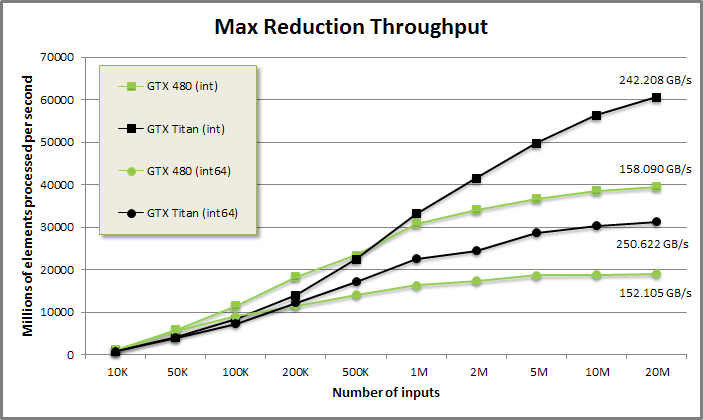 Max Reduction Throughput
Millions of elements processed per second
70000
60000
50000
40000
30000
20000
10000
0
GTX 480 (int)
GTX Titan (int)
GTX 480 (int64)
GTX Titan (int64)
242.208 GB/s
158.090 GB/s
250.622 GB/s
152.105 GB/s
10K 50K 100K 200K 500K 1M 2M 5M 10M 20M
Number of inputs